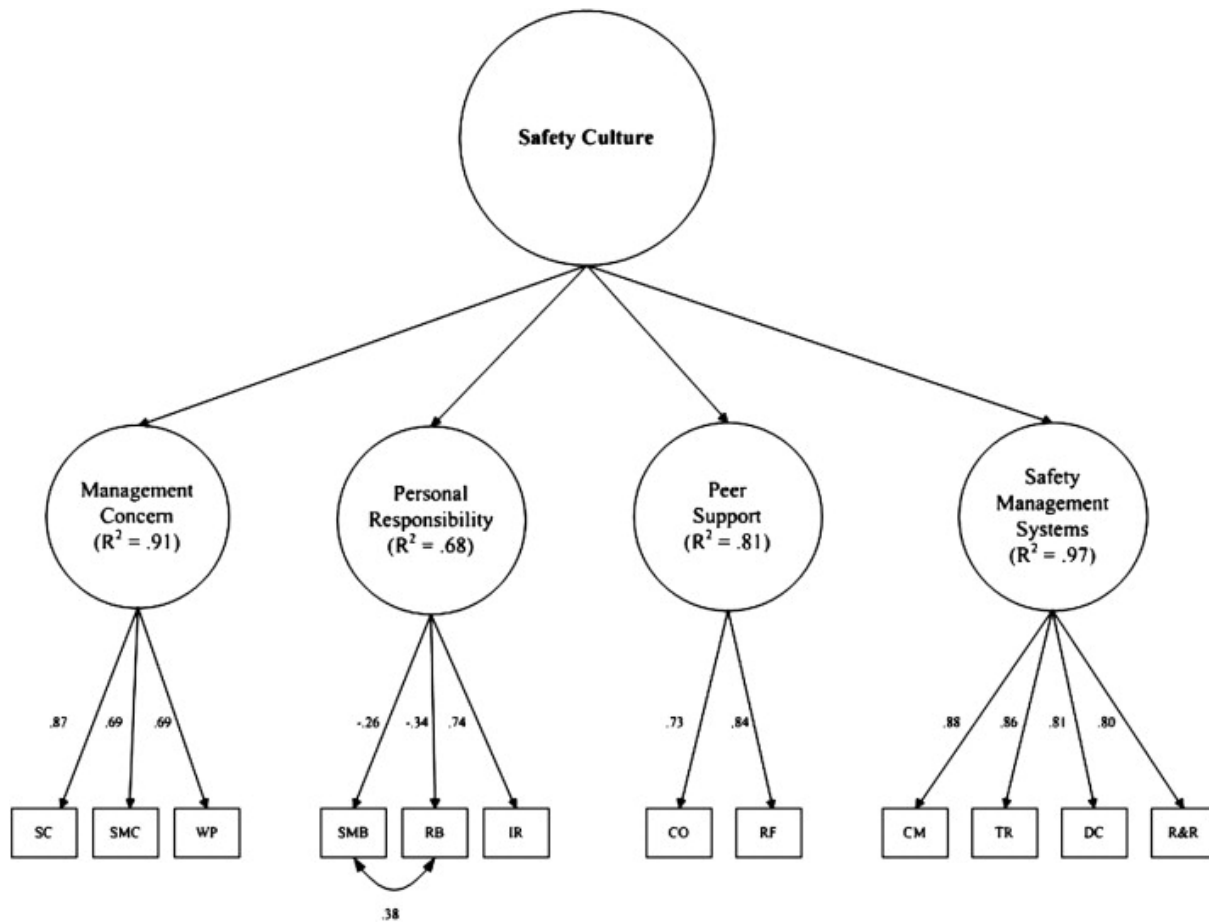 Safety Culture
Management
Concern
(R² = .91)
Personal
Responsibility
(R² = .68)
Peer
Support
(R² = .81)
Safety
Management
Systems
(R² = .97)
.87 .69 .69 -.26 -.34 .74 .73 .84 .88 .86 .81 .80
SC SMC WP SMB RB IR CO RF CM TR DC R&R
.38